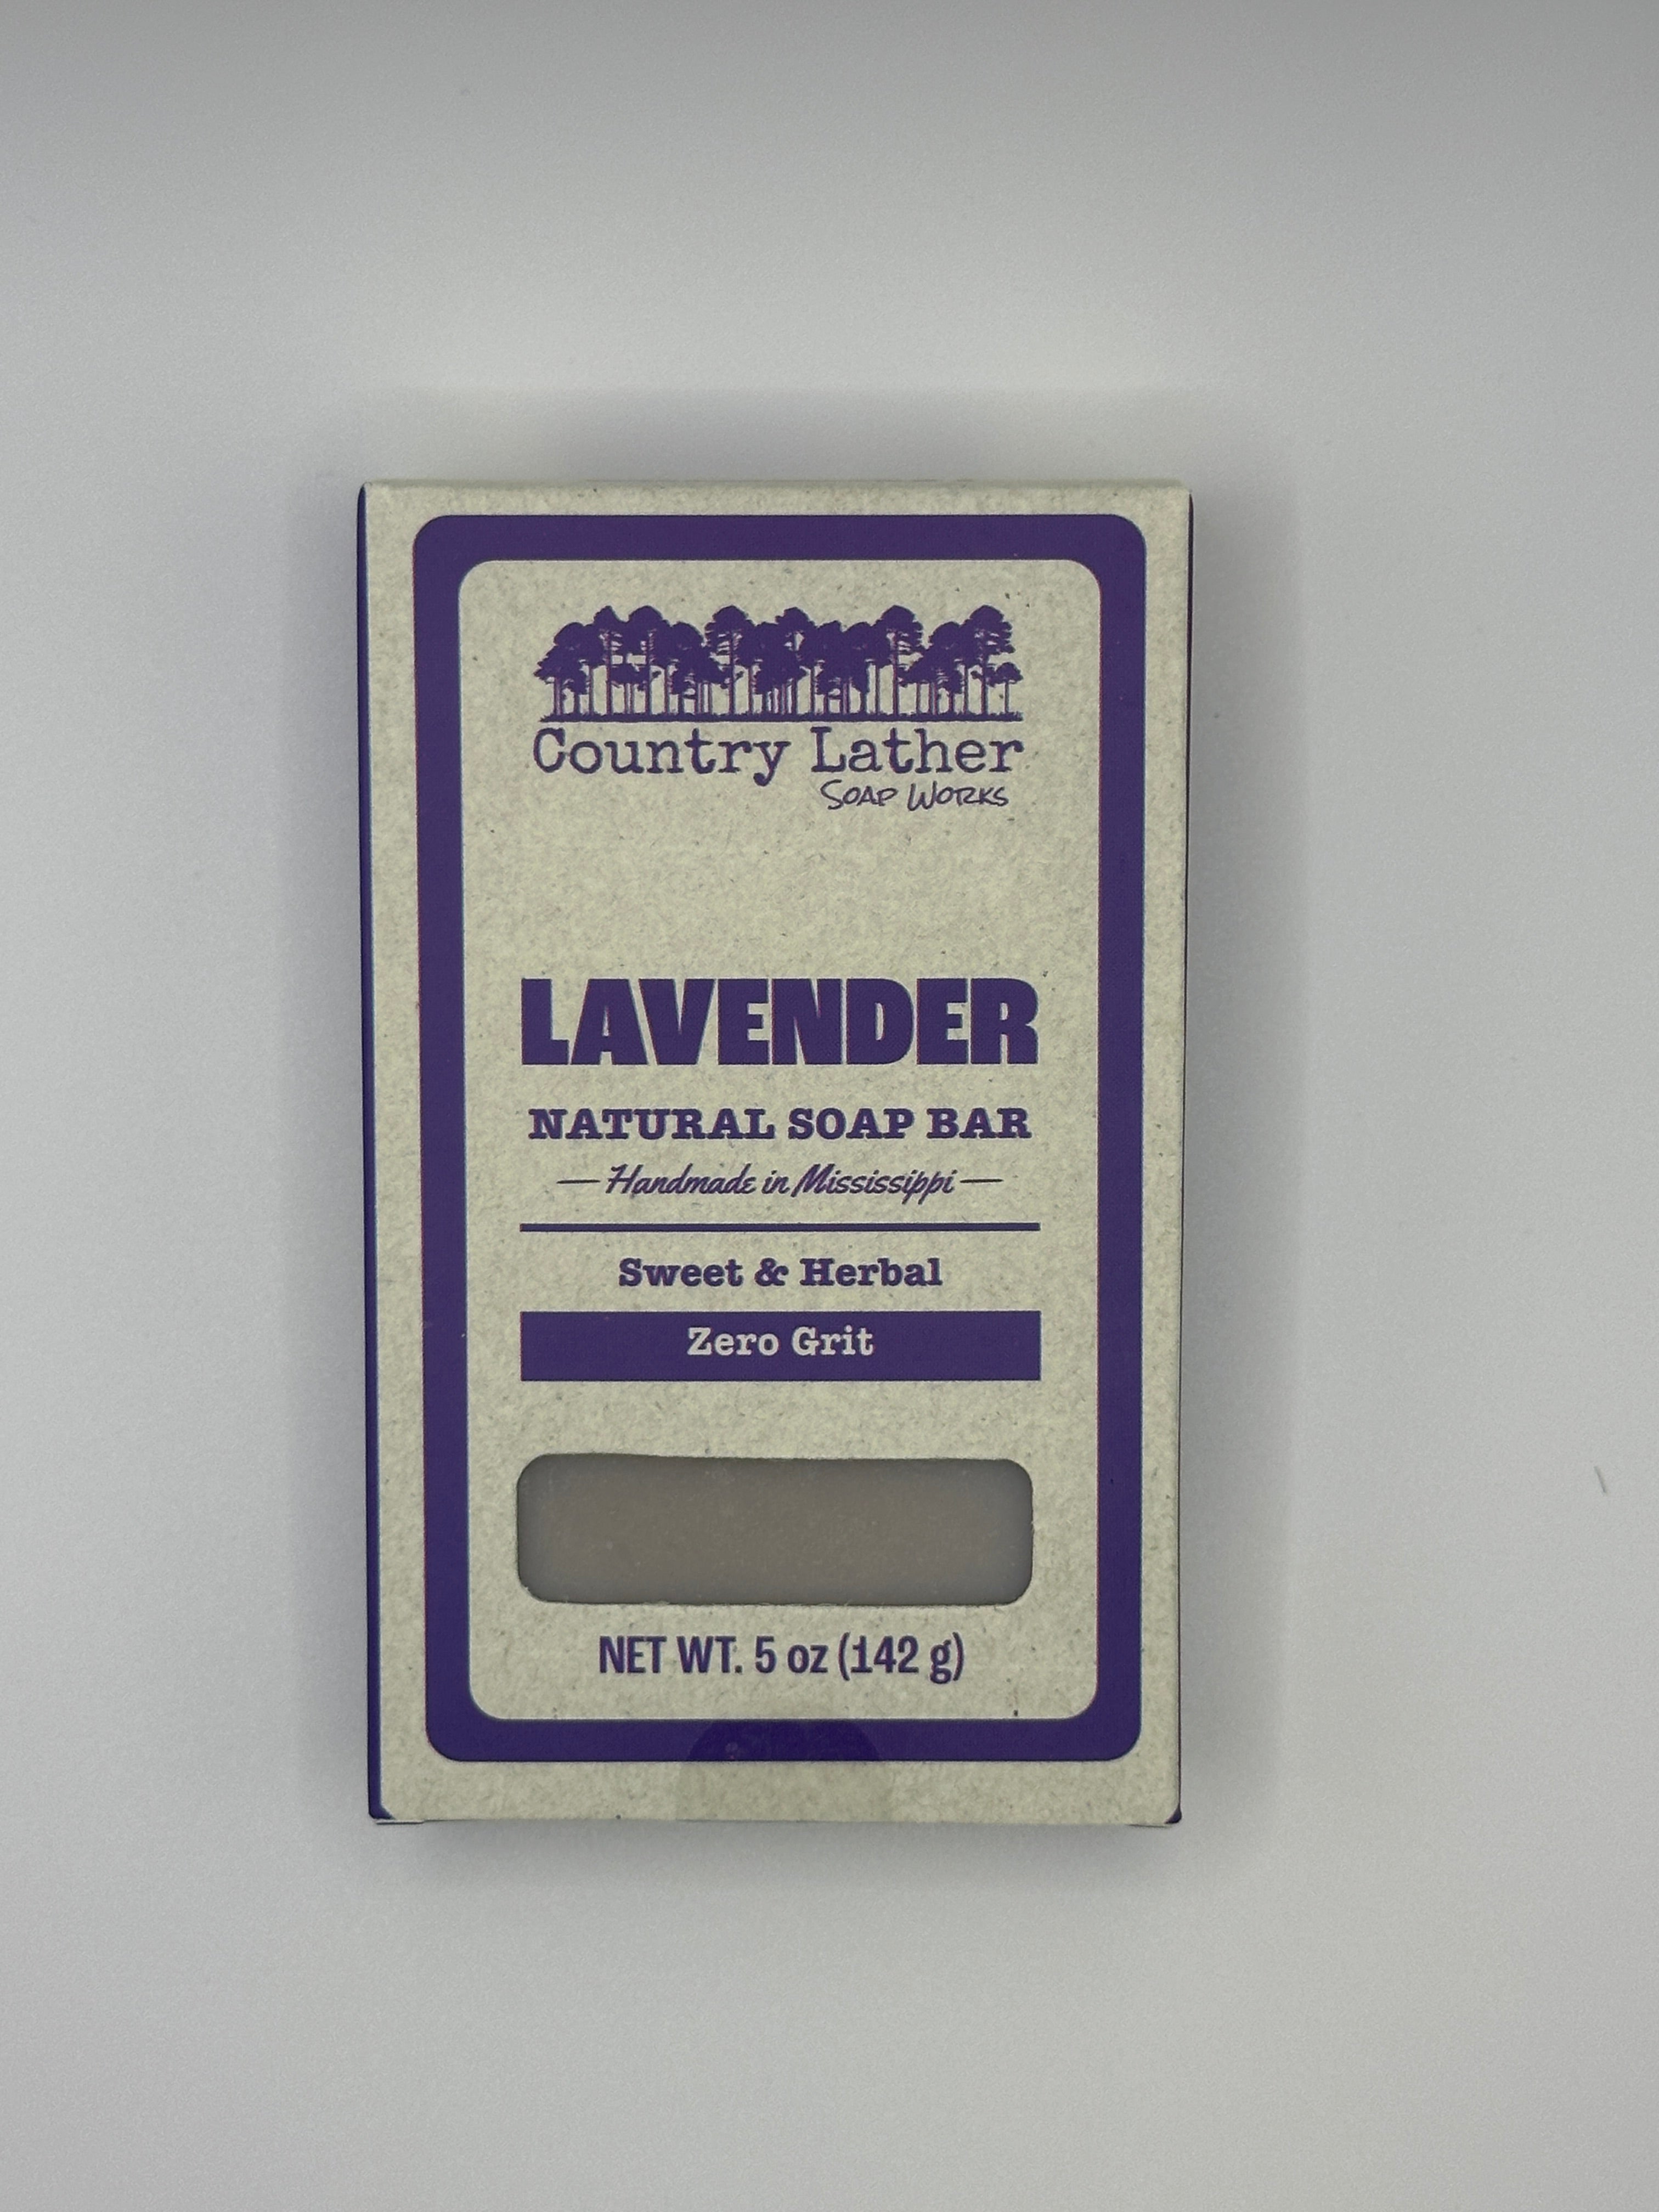 Country Lather
Soap Works
LAVENDER
NATURAL SOAP BAR
— Handmade in Mississippi —
Sweet & Herbal
Zero Grit
NET WT. 5 oz (142 g)